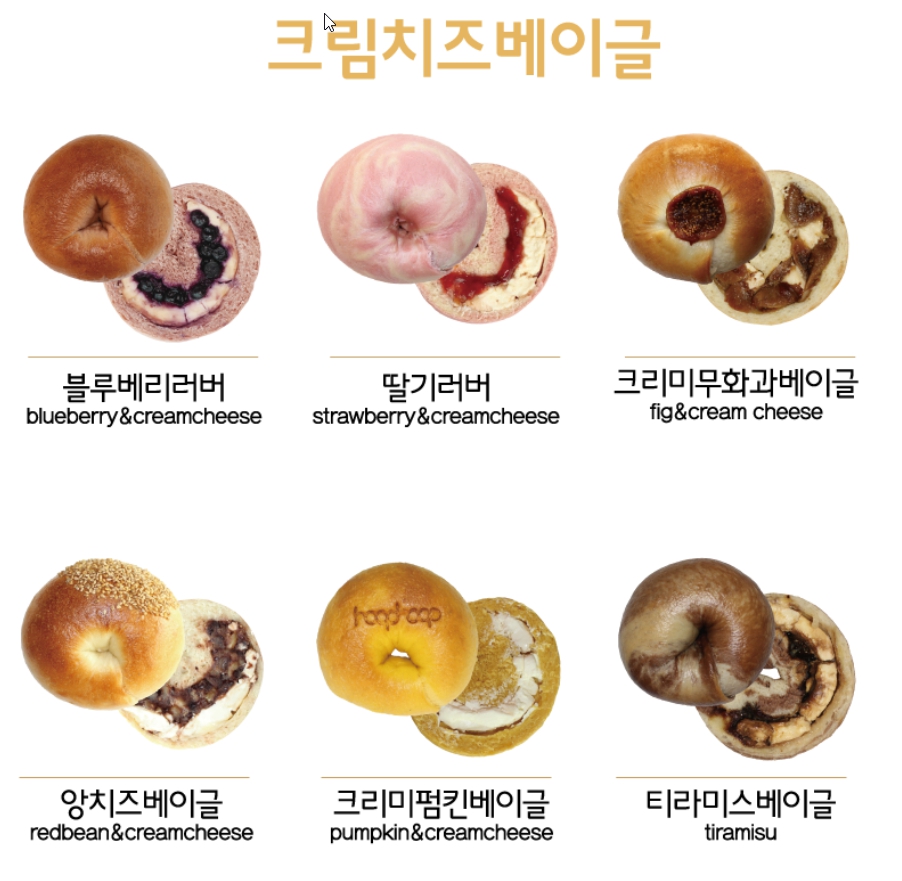 크림치즈베이글
블루베리러버
blueberry&creamcheese
딸기러버
strawberry&creamcheese
크리미무화과베이글
fig&cream cheese
hoophoop
앙치즈베이글
redbean&creamcheese
크리미펌킨베이글
pumpkin&creamcheese
티라미스베이글
tiramisu